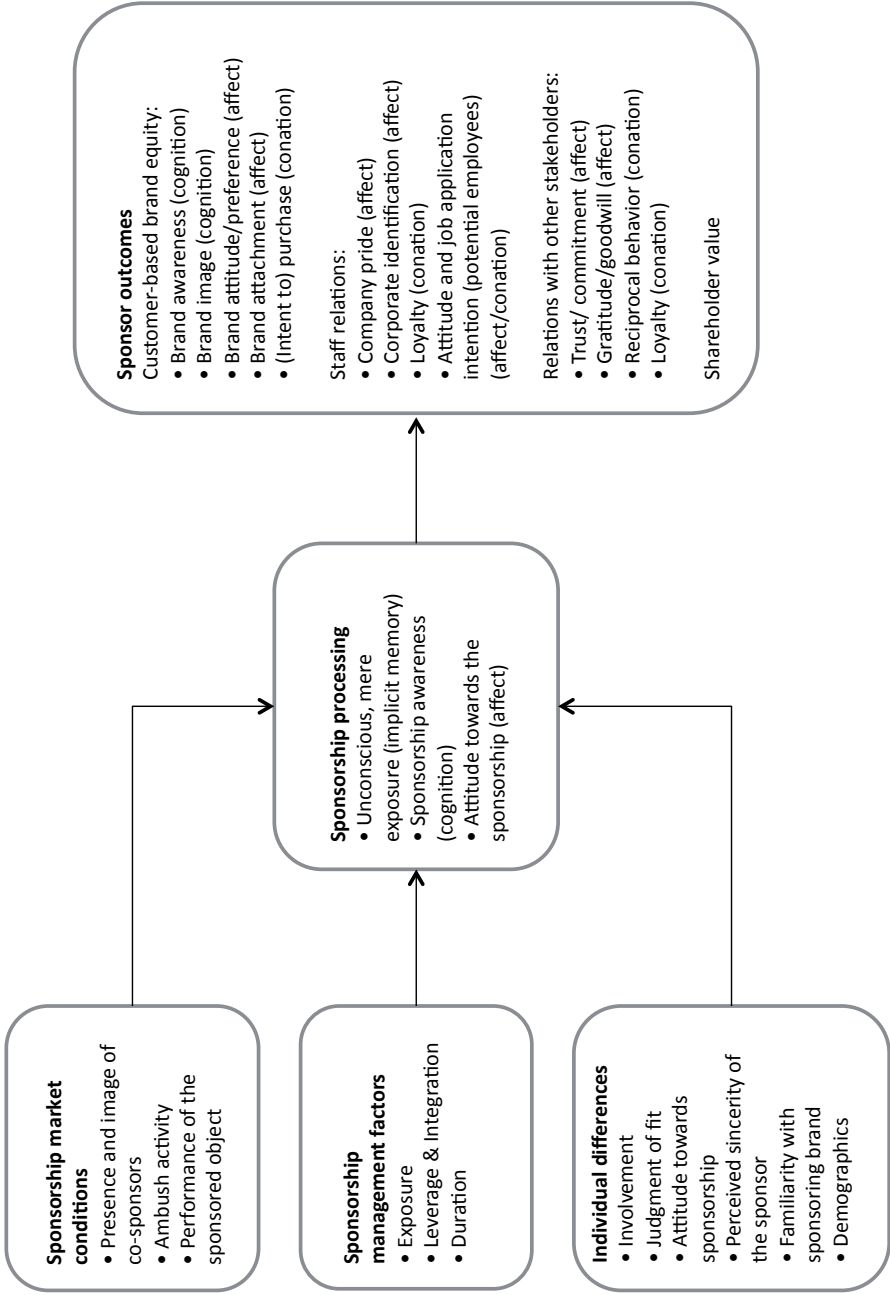 Sponsorship market
conditions
• Presence and image of
co-sponsors
• Ambush activity
• Performance of the
sponsored object
Sponsorship
management factors
• Exposure
• Leverage & Integration
• Duration
Individual differences
• Involvement
• Judgment of fit
• Attitude towards
sponsorship
• Perceived sincerity of
the sponsor
• Familiarity with
sponsoring brand
• Demographics
Sponsorship processing
• Unconscious, mere
exposure (implicit memory)
• Sponsorship awareness
(cognition)
• Attitude towards the
sponsorship (affect)
Sponsor outcomes
Customer-based brand equity:
• Brand awareness (cognition)
• Brand image (cognition)
• Brand attitude/preference (affect)
• Brand attachment (affect)
• (Intent to) purchase (conation)
Staff relations:
• Company pride (affect)
• Corporate identification (affect)
• Loyalty (conation)
• Attitude and job application
intention (potential employees)
(affect/conation)
Relations with other stakeholders:
• Trust/ commitment (affect)
• Gratitude/goodwill (affect)
• Reciprocal behavior (conation)
• Loyalty (conation)
Shareholder value